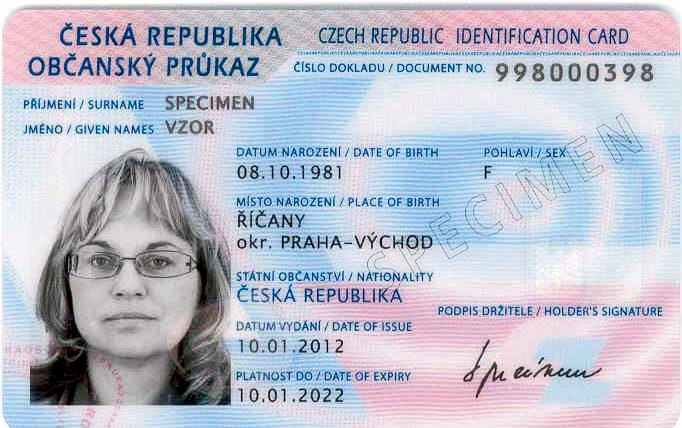 ČESKÁ REPUBLIKA CZECH REPUBLIC IDENTIFICATION CARD
OBČANSKÝ PRŮKAZ ČÍSLO DOKLADU / DOCUMENT NO. 998000398
PŘÍJMENÍ / SURNAME SPECIMEN
JMÉNO / GIVEN NAMES VZOR
DATUM NAROZENÍ / DATE OF BIRTH POHLAVÍ / SEX
08.10.1981 F
MÍSTO NAROZENÍ / PLACE OF BIRTH
ŘÍČANY
okr. PRAHA–VÝCHOD
SPECIMEN
STÁTNÍ OBČANSTVÍ / NATIONALITY
ČESKÁ REPUBLIKA
PODPIS DRŽITELE / HOLDER'S SIGNATURE
DATUM VYDÁNÍ / DATE OF ISSUE
10.01.2012
Specimen
PLATNOST DO / DATE OF EXPIRY
10.01.2022